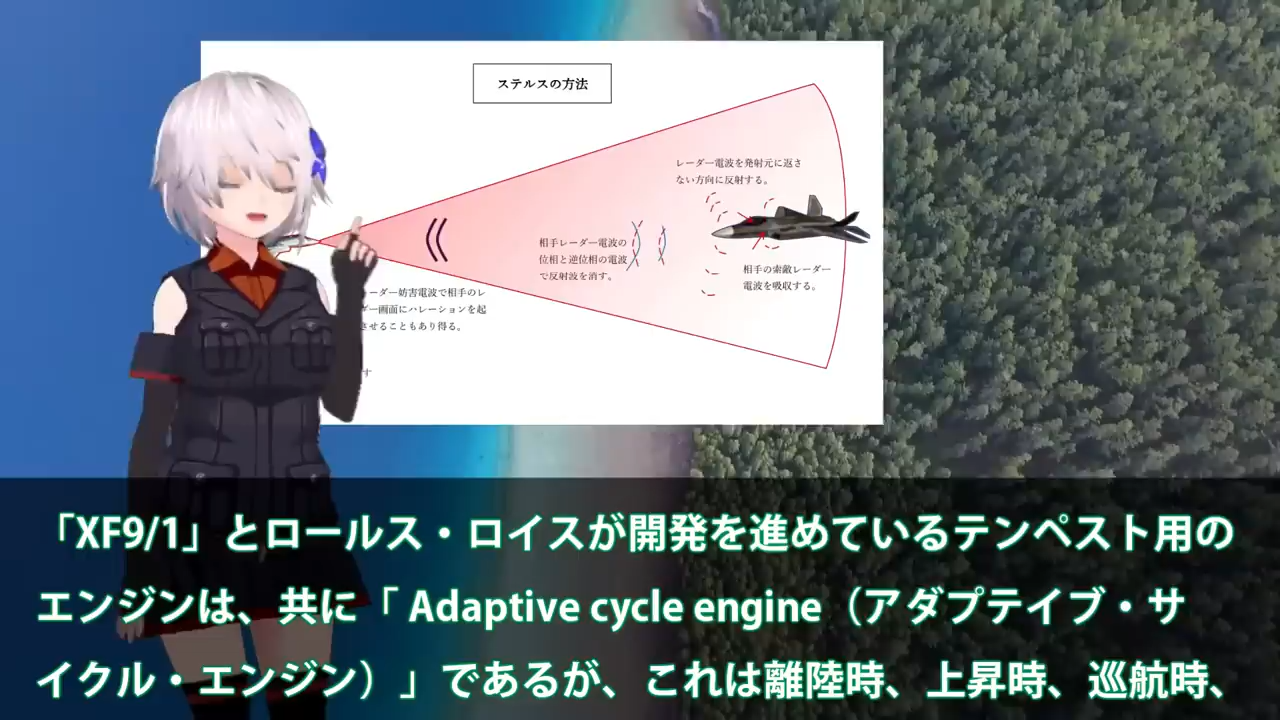 ステルスの方法
レーダー電波を発射元に返さ
ない方向に反射する。
相手レーダー電波の
位相と逆位相の電波
で反射波を消す。
相手の索敵レーダー
電波を吸収する。
ーダー妨害電波で相手のレ
ダー画面にハレーションを起
させることもあり得る。
す
「XF9/1」とロールス・ロイスが開発を進めているテンペスト用の
エンジンは、共に「 Adaptive cycle engine（アダプテイブ・サ
イクル・エンジン）」であるが、これは離陸時、上昇時、巡航時、